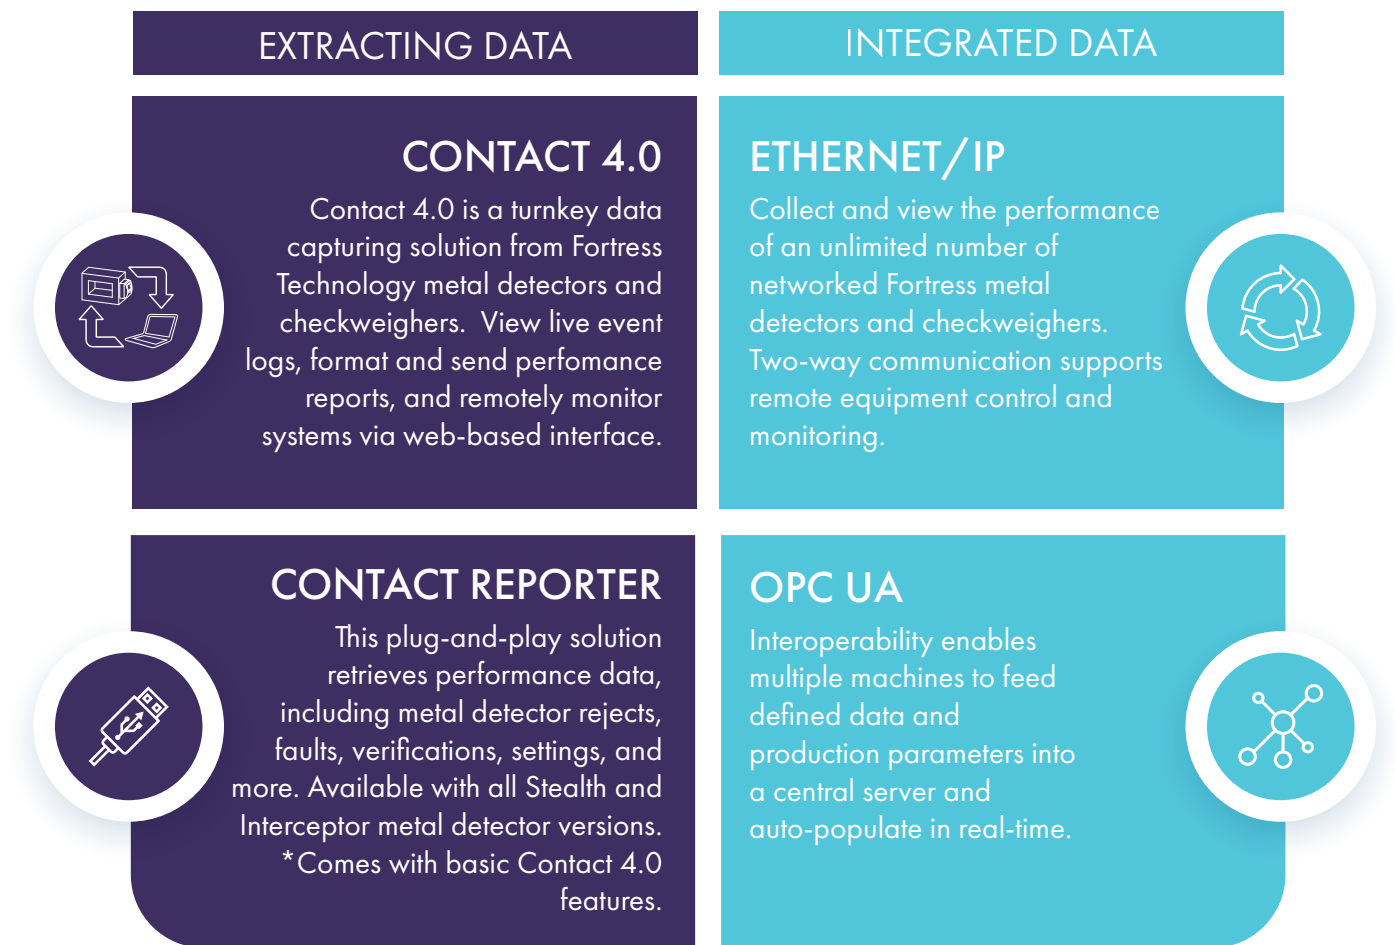 EXTRACTING DATA
INTEGRATED DATA
CONTACT 4.0
Contact 4.0 is a turnkey data
capturing solution from Fortress
Technology metal detectors and
checkweighers.  View live event
logs, format and send perfomance
reports, and remotely monitor
systems via web-based interface.
ETHERNET/IP
Collect and view the performance
of an unlimited number of
networked Fortress metal
detectors and checkweighers.
Two-way communication supports
remote equipment control and
monitoring.
CONTACT REPORTER
This plug-and-play solution
retrieves performance data,
including metal detector rejects,
faults, verifications, settings, and
more. Available with all Stealth and
Interceptor metal detector versions.
*Comes with basic Contact 4.0
features.
OPC UA
Interoperability enables
multiple machines to feed
defined data and
production parameters into
a central server and
auto-populate in real-time.